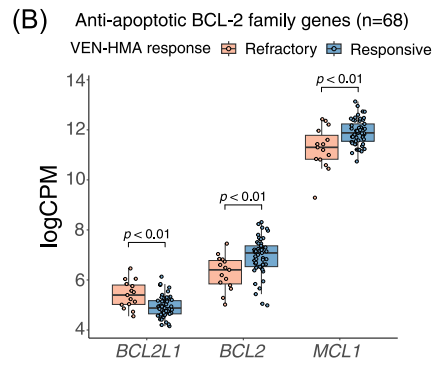 (B) Anti-apoptotic BCL-2 family genes (n=68)
VEN-HMA response Refractory Responsive
14
12
10
8
6
4
logCPM
p < 0.01
p < 0.01
p < 0.01
BCL2L1 BCL2 MCL1